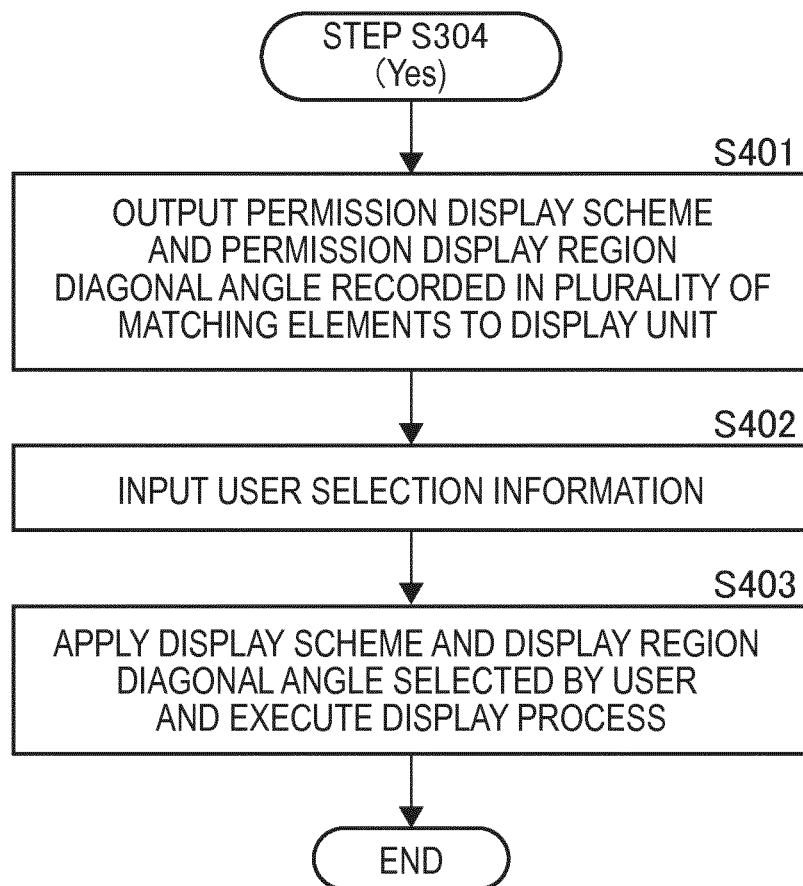 STEP S304
(Yes)
S401
OUTPUT PERMISSION DISPLAY SCHEME
AND PERMISSION DISPLAY REGION
DIAGONAL ANGLE RECORDED IN PLURALITY OF
MATCHING ELEMENTS TO DISPLAY UNIT
S402
INPUT USER SELECTION INFORMATION
S403
APPLY DISPLAY SCHEME AND DISPLAY REGION
DIAGONAL ANGLE SELECTED BY USER
AND EXECUTE DISPLAY PROCESS
END